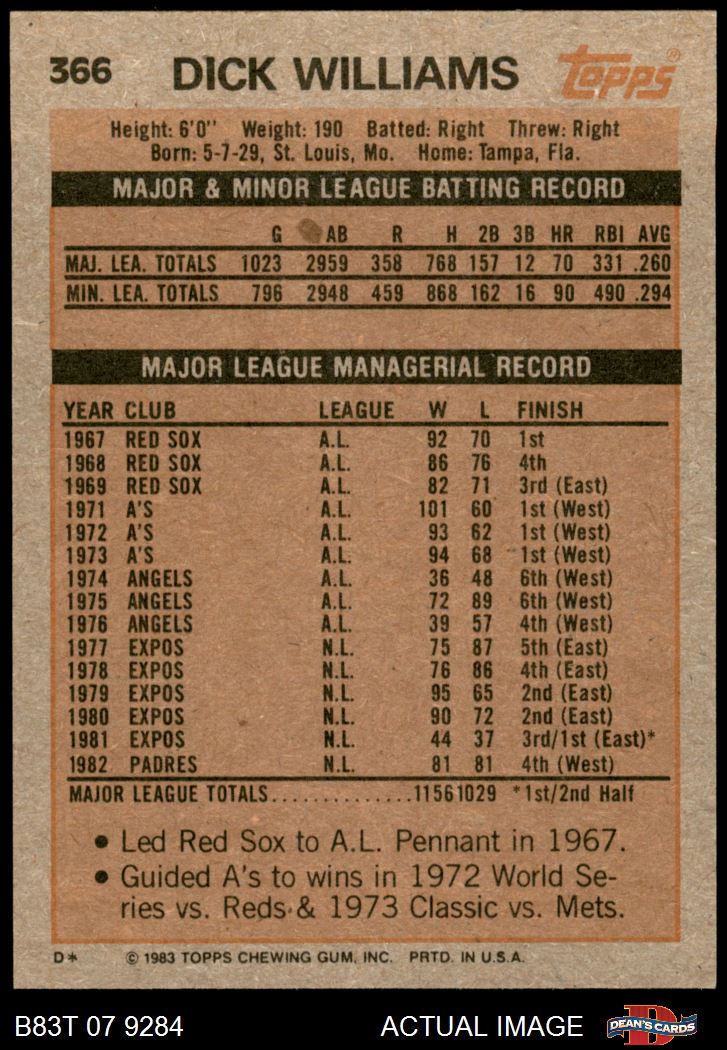 366 DICK WILLIAMS TOPPS®
Height: 6'0" Weight: 190 Batted: Right Threw: Right
Born: 5-7-29, St. Louis, Mo. Home: Tampa, Fla.
MAJOR & MINOR LEAGUE BATTING RECORD
G AB R H 2B 3B HR RBI AVG
MAJ. LEA. TOTALS 1023 2959 358 768 157 12 70 331 .260
MIN. LEA. TOTALS 796 2948 459 868 162 16 90 490 .294
MAJOR LEAGUE MANAGERIAL RECORD
YEAR CLUB LEAGUE W L FINISH
1967 RED SOX A.L. 92 70 1st
1968 RED SOX A.L. 86 76 4th
1969 RED SOX A.L. 82 71 3rd (East)
1971 A'S A.L. 101 60 1st (West)
1972 A'S A.L. 93 62 1st (West)
1973 A'S A.L. 94 68 1st (West)
1974 ANGELS A.L. 36 48 6th (West)
1975 ANGELS A.L. 72 89 6th (West)
1976 ANGELS A.L. 39 57 4th (West)
1977 EXPOS N.L. 75 87 5th (East)
1978 EXPOS N.L. 76 86 4th (East)
1979 EXPOS N.L. 95 65 2nd (East)
1980 EXPOS N.L. 90 72 2nd (East)
1981 EXPOS N.L. 44 37 3rd/1st (East)*
1982 PADRES N.L. 81 81 4th (West)
MAJOR LEAGUE TOTALS..............11561029 *1st/2nd Half
• Led Red Sox to A.L. Pennant in 1967.
• Guided A's to wins in 1972 World Se-
ries vs. Reds & 1973 Classic vs. Mets.
D* © 1983 TOPPS CHEWING GUM, INC. PRTD. IN U.S.A.
B83T 07 9284 ACTUAL IMAGE DEAN'S CARDS